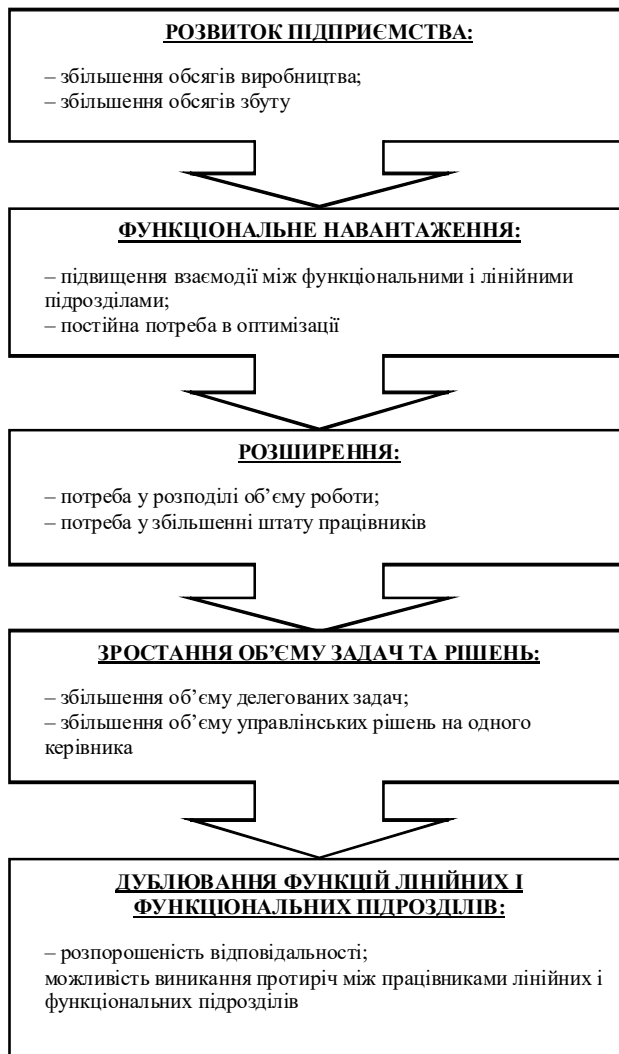 РОЗВИТОК ПІДПРИЄМСТВА:
– збільшення обсягів виробництва;
– збільшення обсягів збуту
ФУНКЦІОНАЛЬНЕ НАВАНТАЖЕННЯ:
– підвищення взаємодії між функціональними і лінійними
підрозділами;
– постійна потреба в оптимізації
РОЗШИРЕННЯ:
– потреба у розподілі об’єму роботи;
– потреба у збільшенні штату працівників
ЗРОСТАННЯ ОБ’ЄМУ ЗАДАЧ ТА РІШЕНЬ:
– збільшення об’єму делегованих задач;
– збільшення об’єму управлінських рішень на одного
керівника
ДУБЛЮВАННЯ ФУНКЦІЙ ЛІНІЙНИХ І
ФУНКЦІОНАЛЬНИХ ПІДРОЗДІЛІВ:
– розпорошеність відповідальності;
можливість виникання протиріч між працівниками лінійних і
функціональних підрозділів